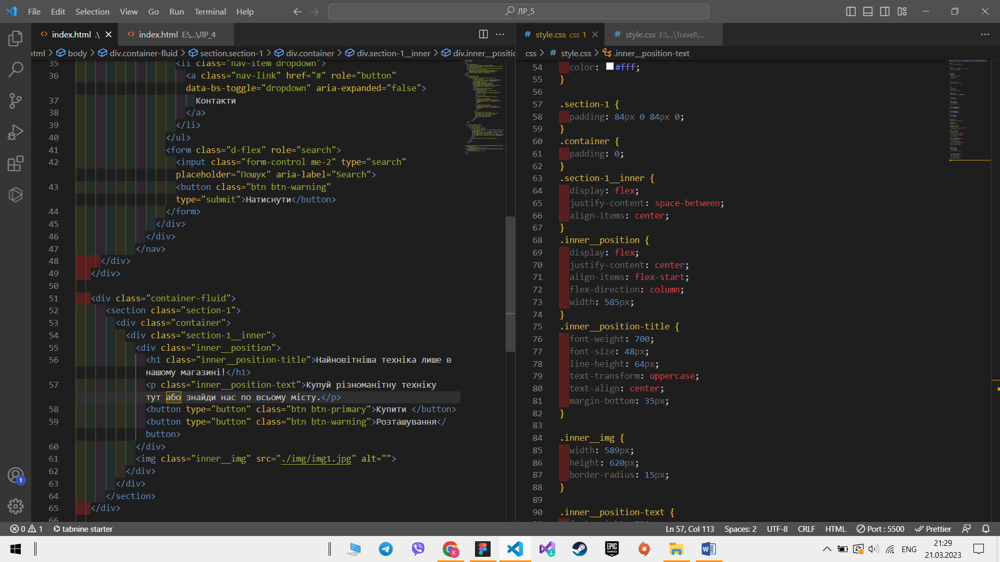 File Edit Selection View Go Run Terminal Help
ЛР_5
index.html .\
index.html E:\...\ЛР_4
html > body > div.container-fluid > section.section-1 > div.container > div.section-1__inner > div.inner__positic
35 <li class="nav-item dropdown">
36 <a class="nav-link" href="#" role="button"
data-bs-toggle="dropdown" aria-expanded="false">
37 Контакти
38 </a>
39 </li>
40 </ul>
41 <form class="d-flex" role="search">
42 <input class="form-control me-2" type="search"
placeholder="Пошук" aria-label="Search">
43 <button class="btn btn-warning"
type="submit">Натиснути</button>
44 </form>
45 </div>
46 </div>
47 </nav>
48 </div>
49 </div>
50
51 <div class="container-fluid">
52 <section class="section-1">
53 <div class="container">
54 <div class="section-1__inner">
55 <div class="inner__position">
56 <h1 class="inner__position-title">Найновітніша техніка лише в
нашому магазині!</h1>
57 <p class="inner__position-text">Купуй різноманітну техніку
тут або знайди нас по всьому місту.</p>
58 <button type="button" class="btn btn-primary">Купити </button>
59 <button type="button" class="btn btn-warning">Розташування</
button>
60 </div>
61 <img class="inner__img" src="./img/img1.jpg" alt="">
62 </div>
63 </div>
64 </section>
65 </div>
66
style.css css 1
style.css E:\...\Travel\...
css > style.css > .inner__position-text
54 color: #fff;
55 }
56
57 .section-1 {
58 padding: 84px 0 84px 0;
59 }
60 .container {
61 padding: 0;
62 }
63 .section-1__inner {
64 display: flex;
65 justify-content: space-between;
66 align-items: center;
67 }
68 .inner__position {
69 display: flex;
70 justify-content: center;
71 align-items: flex-start;
72 flex-direction: column;
73 width: 585px;
74 }
75 .inner__position-title {
76 font-weight: 700;
77 font-size: 48px;
78 line-height: 64px;
79 text-transform: uppercase;
80 text-align: center;
81 margin-bottom: 35px;
82 }
83
84 .inner__img {
85 width: 589px;
86 height: 620px;
87 border-radius: 15px;
88 }
89
90 .inner__position-text {
1
0 1 tabnine starter
Ln 57, Col 113 Spaces: 2 UTF-8 CRLF HTML Port : 5500 Prettier
K
EPIC GAMES
W
ENG
21:29
21.03.2023